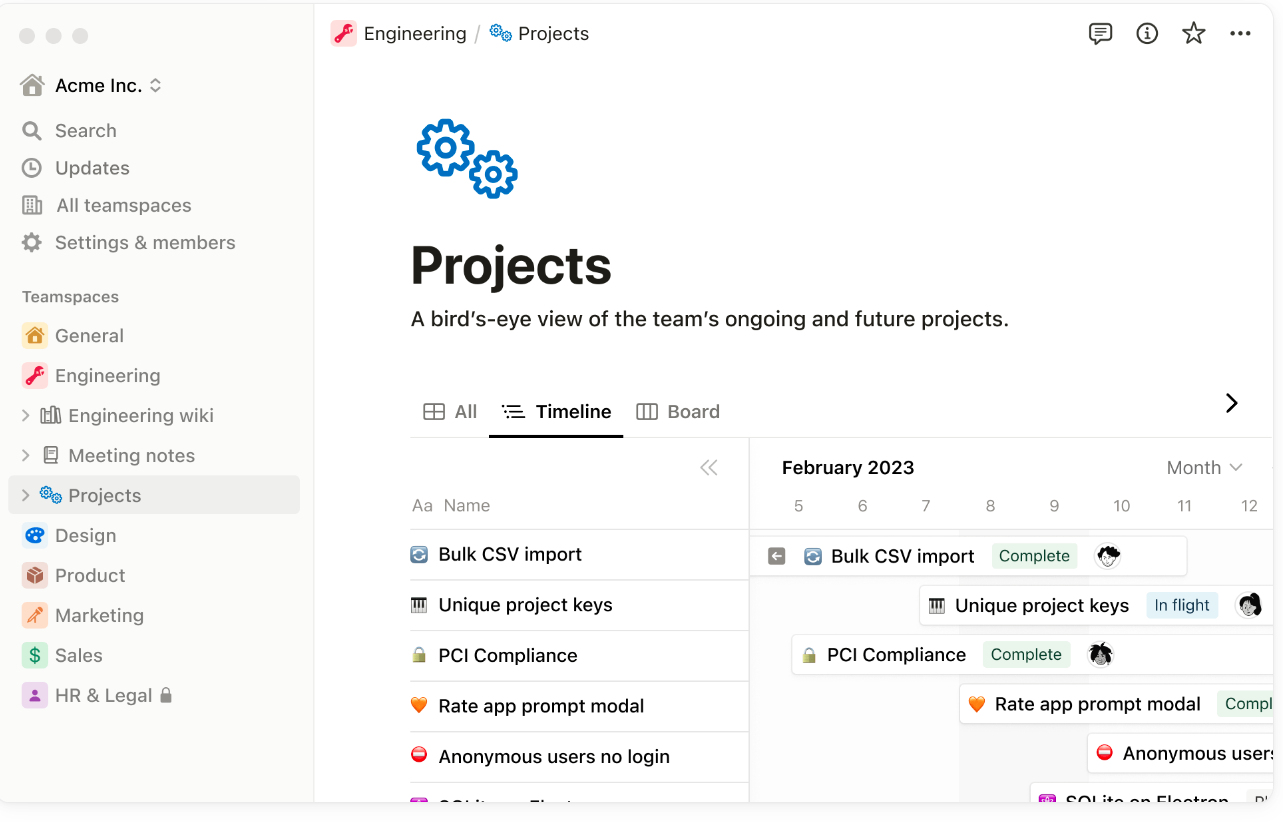 Engineering / Projects
Acme Inc.
Search
Updates
All teamspaces
Settings & members
Teamspaces
General
Engineering
Engineering wiki
Meeting notes
Projects
Design
Product
Marketing
$ Sales
HR & Legal
Projects
A bird’s-eye view of the team’s ongoing and future projects.
All Timeline Board
February 2023 Month
Aa Name
5 6 7 8 9 10 11 12
Bulk CSV import
Unique project keys
PCI Compliance
Rate app prompt modal
Anonymous users no login
Bulk CSV import Complete
Unique project keys In flight
PCI Compliance Complete
Rate app prompt modal Compl
Anonymous users
SQLite on Electron